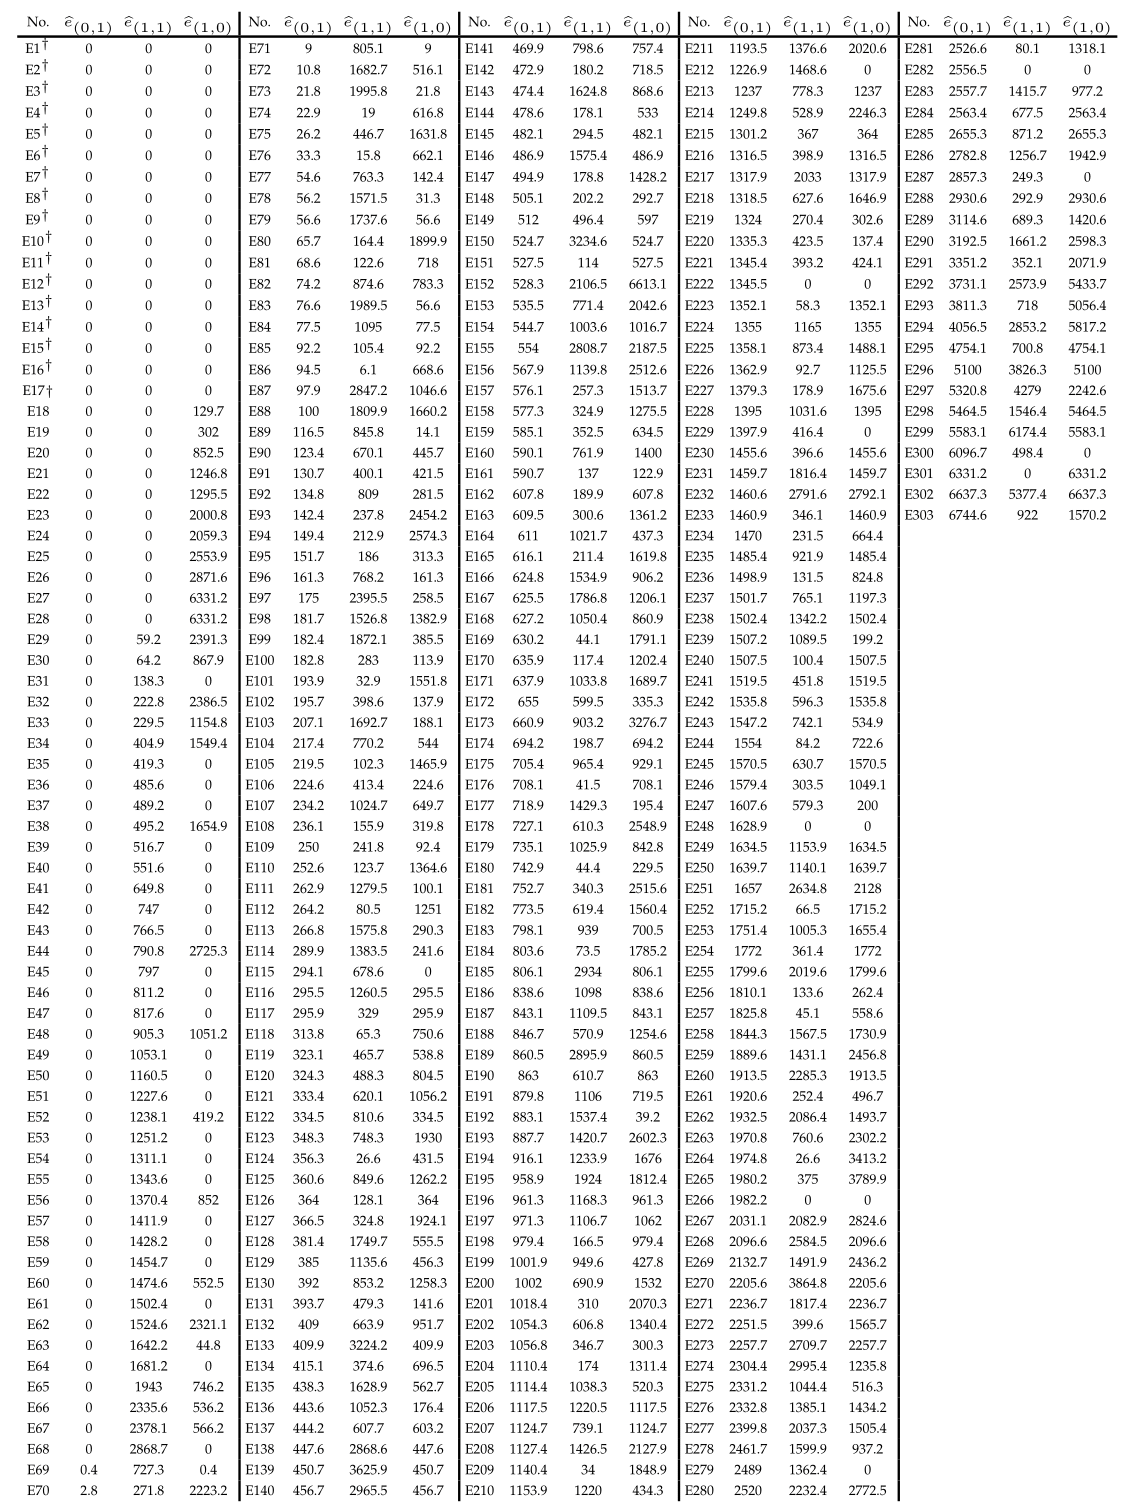 No. ê(0,1) ê(1,1) ê(1,0) No. ê(0,1) ê(1,1) ê(1,0) No. ê(0,1) ê(1,1) ê(1,0) No. ê(0,1) ê(1,1) ê(1,0) No. ê(0,1) ê(1,1) ê(1,0)
E1† 0 0 0 E71 9 805.1 9 E141 469.9 798.6 757.4 E211 1193.5 1376.6 2020.6 E281 2526.6 80.1 1318.1
E2† 0 0 0 E72 10.8 1682.7 516.1 E142 472.9 180.2 718.5 E212 1226.9 1468.6 0 E282 2556.5 0 0
E3† 0 0 0 E73 21.8 1995.8 21.8 E143 474.4 1624.8 868.6 E213 1237 778.3 1237 E283 2557.7 1415.7 977.2
E4† 0 0 0 E74 22.9 19 616.8 E144 478.6 178.1 533 E214 1249.8 528.9 2246.3 E284 2563.4 677.5 2563.4
E5† 0 0 0 E75 26.2 446.7 1631.8 E145 482.1 294.5 482.1 E215 1301.2 367 364 E285 2655.3 871.2 2655.3
E6† 0 0 0 E76 33.3 15.8 662.1 E146 486.9 1575.4 486.9 E216 1316.5 398.9 1316.5 E286 2782.8 1256.7 1942.9
E7† 0 0 0 E77 54.6 763.3 142.4 E147 494.9 178.8 1428.2 E217 1317.9 2033 1317.9 E287 2857.3 249.3 0
E8† 0 0 0 E78 56.2 1571.5 31.3 E148 505.1 202.2 292.7 E218 1318.5 627.6 1646.9 E288 2930.6 292.9 2930.6
E9† 0 0 0 E79 56.6 1737.6 56.6 E149 512 496.4 597 E219 1324 270.4 302.6 E289 3114.6 689.3 1420.6
E10† 0 0 0 E80 65.7 164.4 1899.9 E150 524.7 3234.6 524.7 E220 1335.3 423.5 137.4 E290 3192.5 1661.2 2598.3
E11† 0 0 0 E81 68.6 122.6 718 E151 527.5 114 527.5 E221 1345.4 393.2 424.1 E291 3351.2 352.1 2071.9
E12† 0 0 0 E82 74.2 874.6 783.3 E152 528.3 2106.5 6613.1 E222 1345.5 0 0 E292 3731.1 2573.9 5433.7
E13† 0 0 0 E83 76.6 1989.5 56.6 E153 535.5 771.4 2042.6 E223 1352.1 58.3 1352.1 E293 3811.3 718 5056.4
E14† 0 0 0 E84 77.5 1095 77.5 E154 544.7 1003.6 1016.7 E224 1355 1165 1355 E294 4056.5 2853.2 5817.2
E15† 0 0 0 E85 92.2 105.4 92.2 E155 554 2808.7 2187.5 E225 1358.1 873.4 1488.1 E295 4754.1 700.8 4754.1
E16† 0 0 0 E86 94.5 6.1 668.6 E156 567.9 1139.8 2512.6 E226 1362.9 92.7 1125.5 E296 5100 3826.3 5100
E17† 0 0 0 E87 97.9 2847.2 1046.6 E157 576.1 257.3 1513.7 E227 1379.3 178.9 1675.6 E297 5320.8 4279 2242.6
E18 0 0 129.7 E88 100 1809.9 1660.2 E158 577.3 324.9 1275.5 E228 1395 1031.6 1395 E298 5464.5 1546.4 5464.5
E19 0 0 302 E89 116.5 845.8 14.1 E159 585.1 352.5 634.5 E229 1397.9 416.4 0 E299 5583.1 6174.4 5583.1
E20 0 0 852.5 E90 123.4 670.1 445.7 E160 590.1 761.9 1400 E230 1455.6 396.6 1455.6 E300 6096.7 498.4 0
E21 0 0 1246.8 E91 130.7 400.1 421.5 E161 590.7 137 122.9 E231 1459.7 1816.4 1459.7 E301 6331.2 0 6331.2
E22 0 0 1295.5 E92 134.8 809 281.5 E162 607.8 189.9 607.8 E232 1460.6 2791.6 2792.1 E302 6637.3 5377.4 6637.3
E23 0 0 2000.8 E93 142.4 237.8 2454.2 E163 609.5 300.6 1361.2 E233 1460.9 346.1 1460.9 E303 6744.6 922 1570.2
E24 0 0 2059.3 E94 149.4 212.9 2574.3 E164 611 1021.7 437.3 E234 1470 231.5 664.4
E25 0 0 2553.9 E95 151.7 186 313.3 E165 616.1 211.4 1619.8 E235 1485.4 921.9 1485.4
E26 0 0 2871.6 E96 161.3 768.2 161.3 E166 624.8 1534.9 906.2 E236 1498.9 131.5 824.8
E27 0 0 6331.2 E97 175 2395.5 258.5 E167 625.5 1786.8 1206.1 E237 1501.7 765.1 1197.3
E28 0 0 6331.2 E98 181.7 1526.8 1382.9 E168 627.2 1050.4 860.9 E238 1502.4 1342.2 1502.4
E29 0 59.2 2391.3 E99 182.4 1872.1 385.5 E169 630.2 44.1 1791.1 E239 1507.2 1089.5 199.2
E30 0 64.2 867.9 E100 182.8 283 113.9 E170 635.9 117.4 1202.4 E240 1507.5 100.4 1507.5
E31 0 138.3 0 E101 193.9 32.9 1551.8 E171 637.9 1033.8 1689.7 E241 1519.5 451.8 1519.5
E32 0 222.8 2386.5 E102 195.7 398.6 137.9 E172 655 599.5 335.3 E242 1535.8 596.3 1535.8
E33 0 229.5 1154.8 E103 207.1 1692.7 188.1 E173 660.9 903.2 3276.7 E243 1547.2 742.1 534.9
E34 0 404.9 1549.4 E104 217.4 770.2 544 E174 694.2 198.7 694.2 E244 1554 84.2 722.6
E35 0 419.3 0 E105 219.5 102.3 1465.9 E175 705.4 965.4 929.1 E245 1570.5 630.7 1570.5
E36 0 485.6 0 E106 224.6 413.4 224.6 E176 708.1 41.5 708.1 E246 1579.4 303.5 1049.1
E37 0 489.2 0 E107 234.2 1024.7 649.7 E177 718.9 1429.3 195.4 E247 1607.6 579.3 200
E38 0 495.2 1654.9 E108 236.1 155.9 319.8 E178 727.1 610.3 2548.9 E248 1628.9 0 0
E39 0 516.7 0 E109 250 241.8 92.4 E179 735.1 1025.9 842.8 E249 1634.5 1153.9 1634.5
E40 0 551.6 0 E110 252.6 123.7 1364.6 E180 742.9 44.4 229.5 E250 1639.7 1140.1 1639.7
E41 0 649.8 0 E111 262.9 1279.5 100.1 E181 752.7 340.3 2515.6 E251 1657 2634.8 2128
E42 0 747 0 E112 264.2 80.5 1251 E182 773.5 619.4 1560.4 E252 1715.2 66.5 1715.2
E43 0 766.5 0 E113 266.8 1575.8 290.3 E183 798.1 939 700.5 E253 1751.4 1005.3 1655.4
E44 0 790.8 2725.3 E114 289.9 1383.5 241.6 E184 803.6 73.5 1785.2 E254 1772 361.4 1772
E45 0 797 0 E115 294.1 678.6 0 E185 806.1 2934 806.1 E255 1799.6 2019.6 1799.6
E46 0 811.2 0 E116 295.5 1260.5 295.5 E186 838.6 1098 838.6 E256 1810.1 133.6 262.4
E47 0 817.6 0 E117 295.9 329 295.9 E187 843.1 1109.5 843.1 E257 1825.8 45.1 558.6
E48 0 905.3 1051.2 E118 313.8 65.3 750.6 E188 846.7 570.9 1254.6 E258 1844.3 1567.5 1730.9
E49 0 1053.1 0 E119 323.1 465.7 538.8 E189 860.5 2895.9 860.5 E259 1889.6 1431.1 2456.8
E50 0 1160.5 0 E120 324.3 488.3 804.5 E190 863 610.7 863 E260 1913.5 2285.3 1913.5
E51 0 1227.6 0 E121 333.4 620.1 1056.2 E191 879.8 1106 719.5 E261 1920.6 252.4 496.7
E52 0 1238.1 419.2 E122 334.5 810.6 334.5 E192 883.1 1537.4 39.2 E262 1932.5 2086.4 1493.7
E53 0 1251.2 0 E123 348.3 748.3 1930 E193 887.7 1420.7 2602.3 E263 1970.8 760.6 2302.2
E54 0 1311.1 0 E124 356.3 26.6 431.5 E194 916.1 1233.9 1676 E264 1974.8 26.6 3413.2
E55 0 1343.6 0 E125 360.6 849.6 1262.2 E195 958.9 1924 1812.4 E265 1980.2 375 3789.9
E56 0 1370.4 852 E126 364 128.1 364 E196 961.3 1168.3 961.3 E266 1982.2 0 0
E57 0 1411.9 0 E127 366.5 324.8 1924.1 E197 971.3 1106.7 1062 E267 2031.1 2082.9 2824.6
E58 0 1428.2 0 E128 381.4 1749.7 555.5 E198 979.4 166.5 979.4 E268 2096.6 2584.5 2096.6
E59 0 1454.7 0 E129 385 1135.6 456.3 E199 1001.9 949.6 427.8 E269 2132.7 1491.9 2436.2
E60 0 1474.6 552.5 E130 392 853.2 1258.3 E200 1002 690.9 1532 E270 2205.6 3864.8 2205.6
E61 0 1502.4 0 E131 393.7 479.3 141.6 E201 1018.4 310 2070.3 E271 2236.7 1817.4 2236.7
E62 0 1524.6 2321.1 E132 409 663.9 951.7 E202 1054.3 606.8 1340.4 E272 2251.5 399.6 1565.7
E63 0 1642.2 44.8 E133 409.9 3224.2 409.9 E203 1056.8 346.7 300.3 E273 2257.7 2709.7 2257.7
E64 0 1681.2 0 E134 415.1 374.6 696.5 E204 1110.4 174 1311.4 E274 2304.4 2995.4 1235.8
E65 0 1943 746.2 E135 438.3 1628.9 562.7 E205 1114.4 1038.3 520.3 E275 2331.2 1044.4 516.3
E66 0 2335.6 536.2 E136 443.6 1052.3 176.4 E206 1117.5 1220.5 1117.5 E276 2332.8 1385.1 1434.2
E67 0 2378.1 566.2 E137 444.2 607.7 603.2 E207 1124.7 739.1 1124.7 E277 2399.8 2037.3 1505.4
E68 0 2868.7 0 E138 447.6 2868.6 447.6 E208 1127.4 1426.5 2127.9 E278 2461.7 1599.9 937.2
E69 0.4 727.3 0.4 E139 450.7 3625.9 450.7 E209 1140.4 34 1848.9 E279 2489 1362.4 0
E70 2.8 271.8 2223.2 E140 456.7 2965.5 456.7 E210 1153.9 1220 434.3 E280 2520 2232.4 2772.5